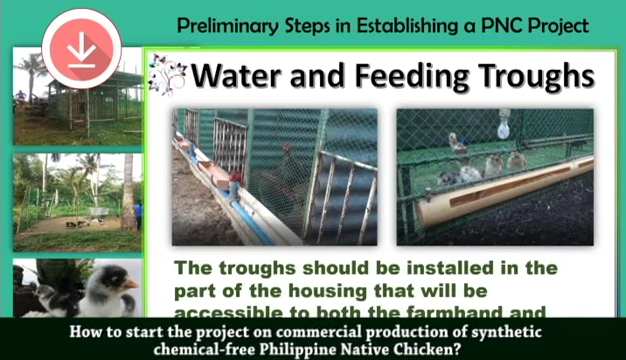 Preliminary Steps in Establishing a PNC Project
Water and Feeding Troughs
The troughs should be installed in the
part of the housing that will be
accessible to both the farmhand and
How to start the project on commercial production of synthetic
chemical-free Philippine Native Chicken?